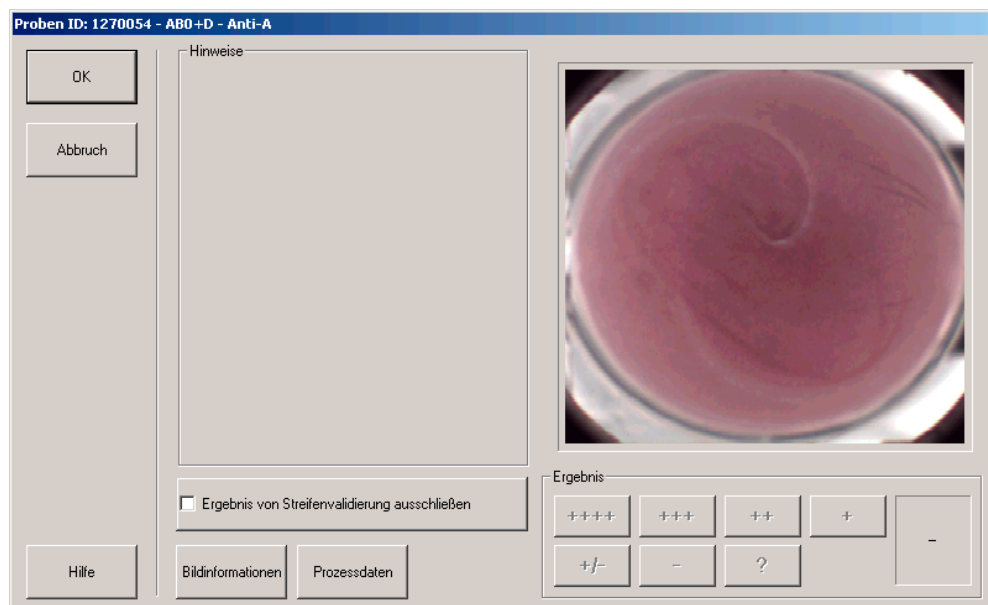 Proben ID: 1270054 - AB0+D - Anti-A
OK
Abbruch
Hilfe
Hinweise
Ergebnis von Streifenvalidierung ausschließen
Bildinformationen
Prozessdaten
Ergebnis
++++ +++ ++ +
+/- - ?
-